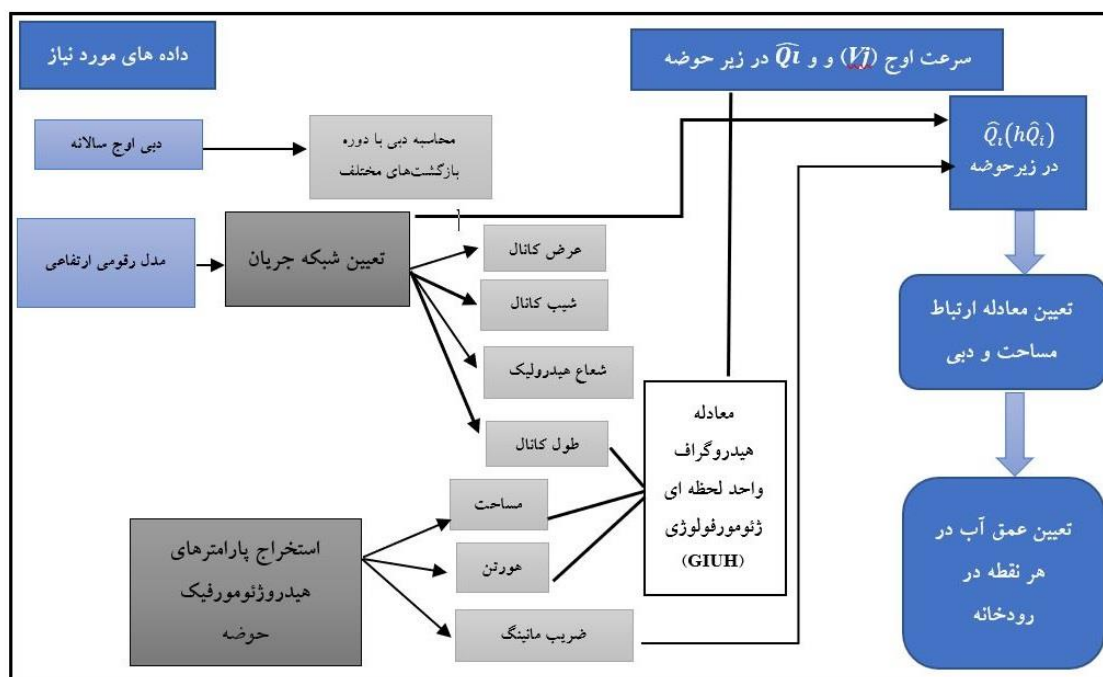 داده های مورد نیاز
سرعت اوج (Vj) و و Q̂ι در زیر حوضه
دبی اوج سالانه
محاسبه دبی با دوره
بازگشت‌های مختلف
Q̂ι(hQ̂i)
در زیرحوضه
مدل رقومی ارتفاعی
تعیین شبکه جریان
عرض کانال
شیب کانال
شعاع هیدرولیک
طول کانال
تعیین معادله ارتباط
مساحت و دبی
معادله
هیدروگراف
واحد لحظه ای
ژئومورفولوژی
(GIUH)
استخراج پارامترهای
هیدروژئومورفیک
حوضه
مساحت
هورتن
ضریب مانینگ
تعیین عمق آب در
هر نقطه در
رودخانه